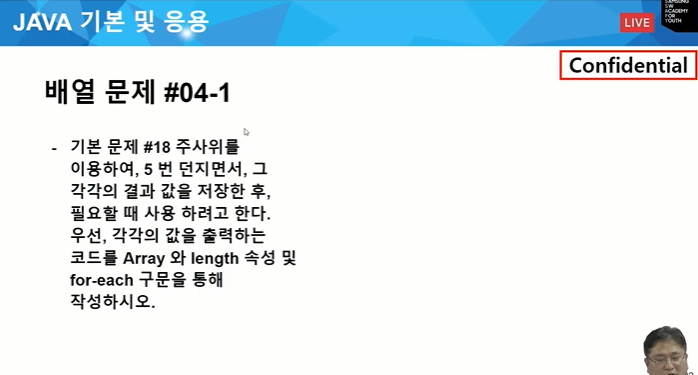 JAVA 기본 및 응용
LIVE
SAMSUNG
SW
ACADEMY
FOR
YOUTH
Confidential
배열 문제 #04-1
- 기본 문제 #18 주사위를
이용하여, 5 번 던지면서, 그
각각의 결과 값을 저장한 후,
필요할 때 사용 하려고 한다.
우선, 각각의 값을 출력하는
코드를 Array 와 length 속성 및
for-each 구문을 통해
작성하시오.